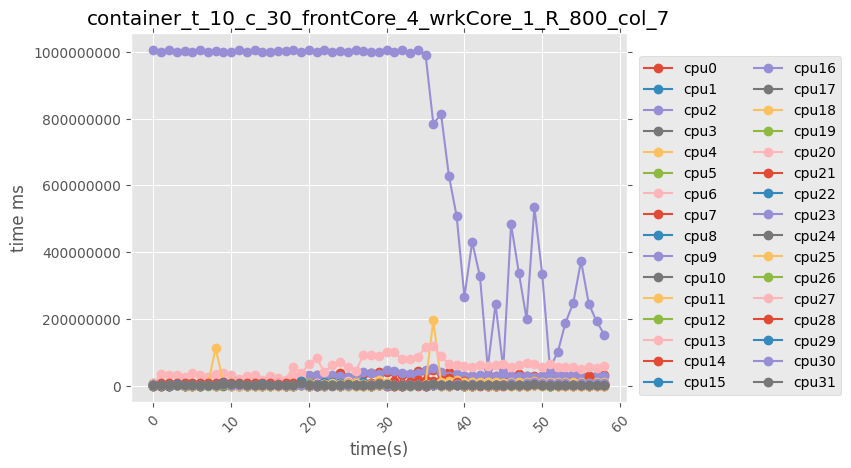 container_t_10_c_30_frontCore_4_wrkCore_1_R_800_col_7
1000000000
800000000
600000000
400000000
200000000
0
time ms
0
10
20
30
40
50
60
time(s)
cpu0
cpu1
cpu2
cpu3
cpu4
cpu5
cpu6
cpu7
cpu8
cpu9
cpu10
cpu11
cpu12
cpu13
cpu14
cpu15
cpu16
cpu17
cpu18
cpu19
cpu20
cpu21
cpu22
cpu23
cpu24
cpu25
cpu26
cpu27
cpu28
cpu29
cpu30
cpu31